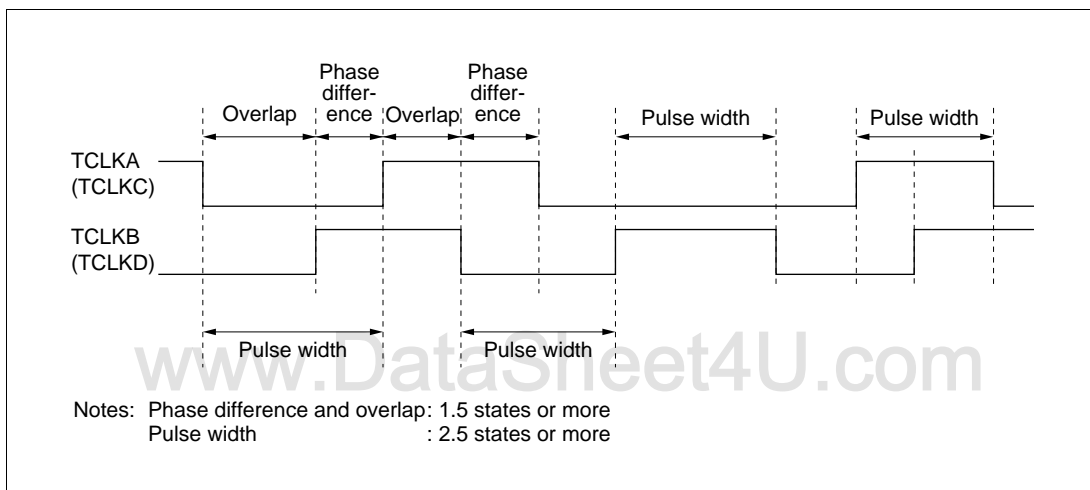 Phase
differ-
ence
Phase
differ-
ence
Overlap
Overlap
Pulse width
Pulse width
TCLKA
(TCLKC)
TCLKB
(TCLKD)
Pulse width
Pulse width
www.DataSheet4U.com
Notes: Phase difference and overlap: 1.5 states or more
Pulse width : 2.5 states or more